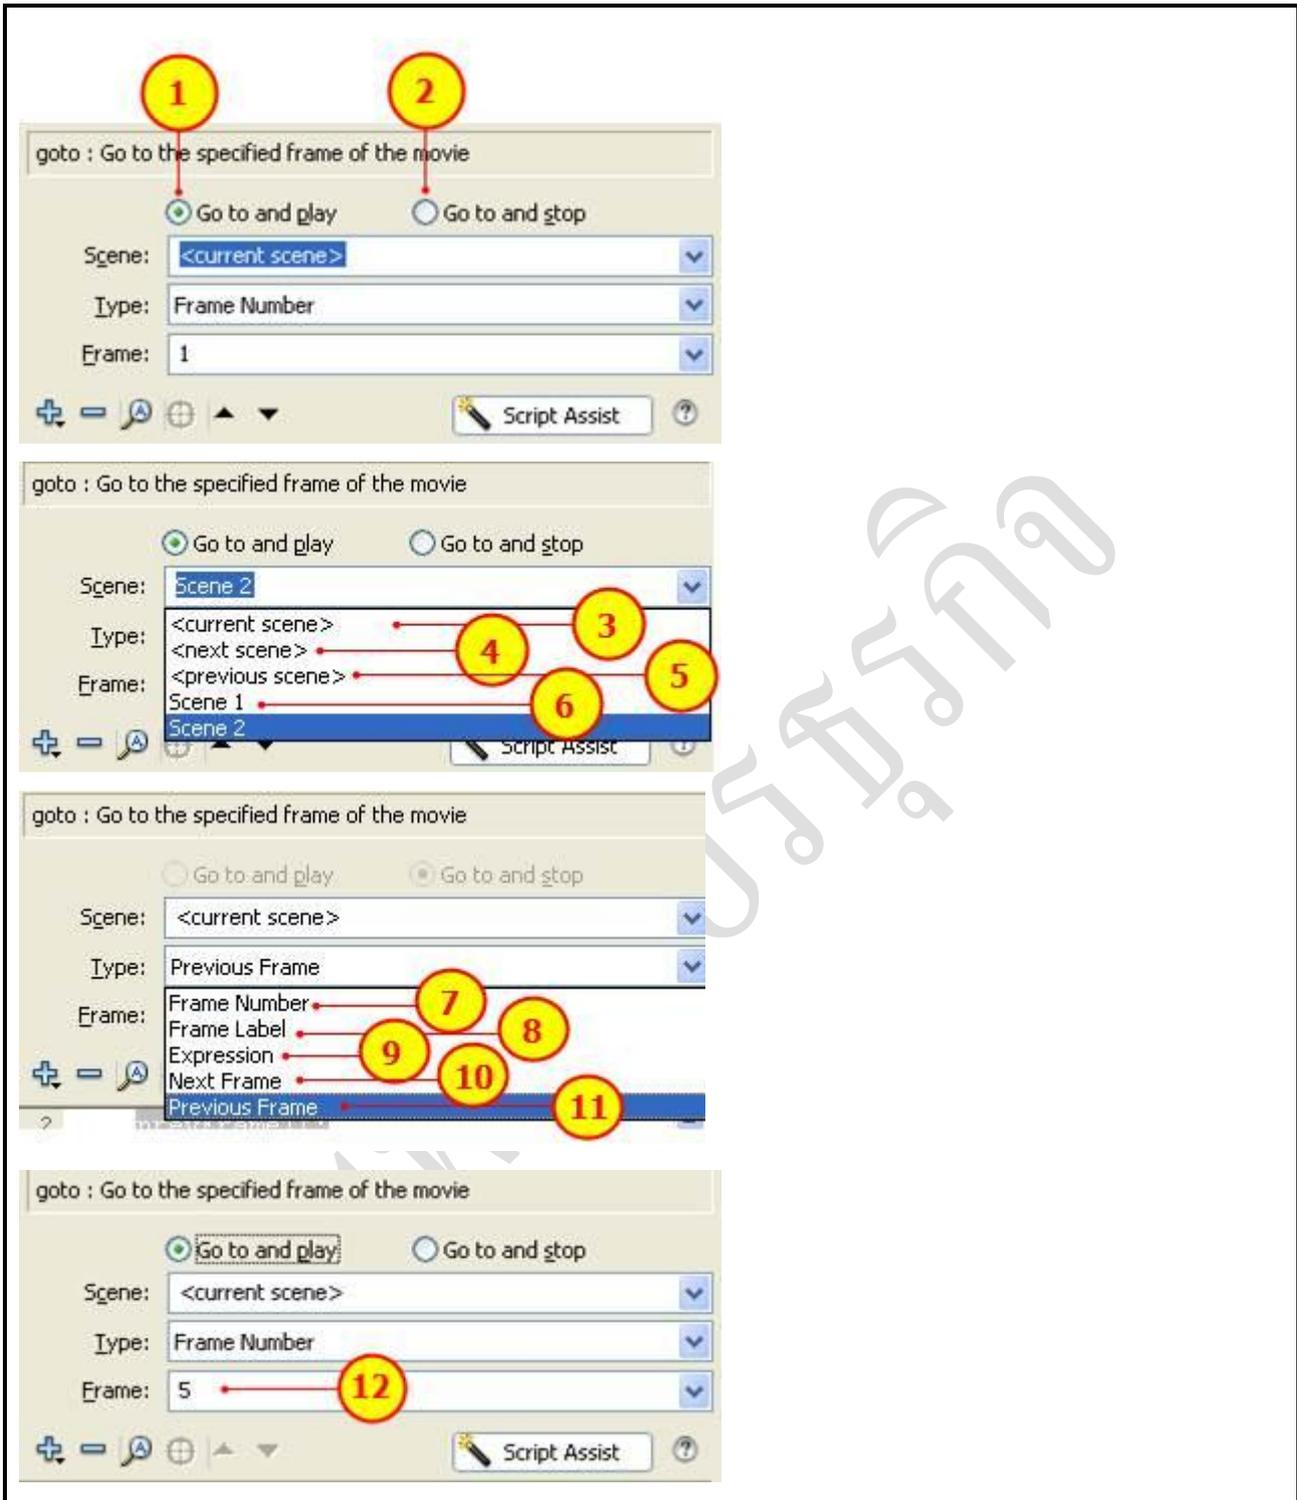 1 2
goto : Go to the specified frame of the movie
Go to and play Go to and stop
Scene: <current scene>
Type: Frame Number
Frame: 1
Script Assist ?
goto : Go to the specified frame of the movie
Go to and play Go to and stop
Scene: Scene 2
<current scene> 3
Type:
<next scene> 4
<previous scene> 5
Frame:
Scene 1 6
Scene 2
Script Assist ?
goto : Go to the specified frame of the movie
Go to and play Go to and stop
Scene: <current scene>
Type: Previous Frame
Frame Number 7
Frame:
Frame Label 8
Expression 9
Next Frame 10
Previous Frame 11
2
goto : Go to the specified frame of the movie
Go to and play Go to and stop
Scene: <current scene>
Type: Frame Number
Frame: 5 12
Script Assist ?